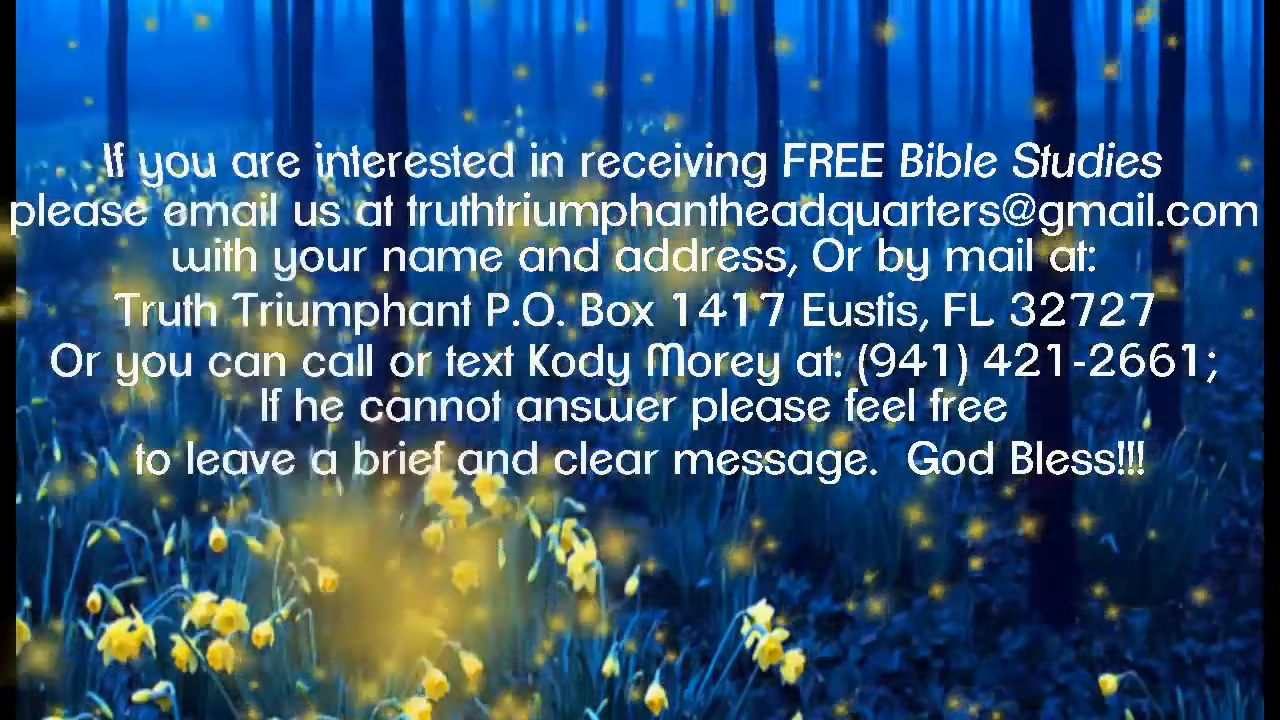 If you are interested in receiving FREE Bible Studies
please email us at truthtriumphantheadquarters@gmail.com
with your name and address, Or by mail at:
Truth Triumphant P.O. Box 1417 Eustis, FL 32727
Or you can call or text Kody Morey at: (941) 421-2661;
If he cannot answer please feel free
to leave a brief and clear message.  God Bless!!!